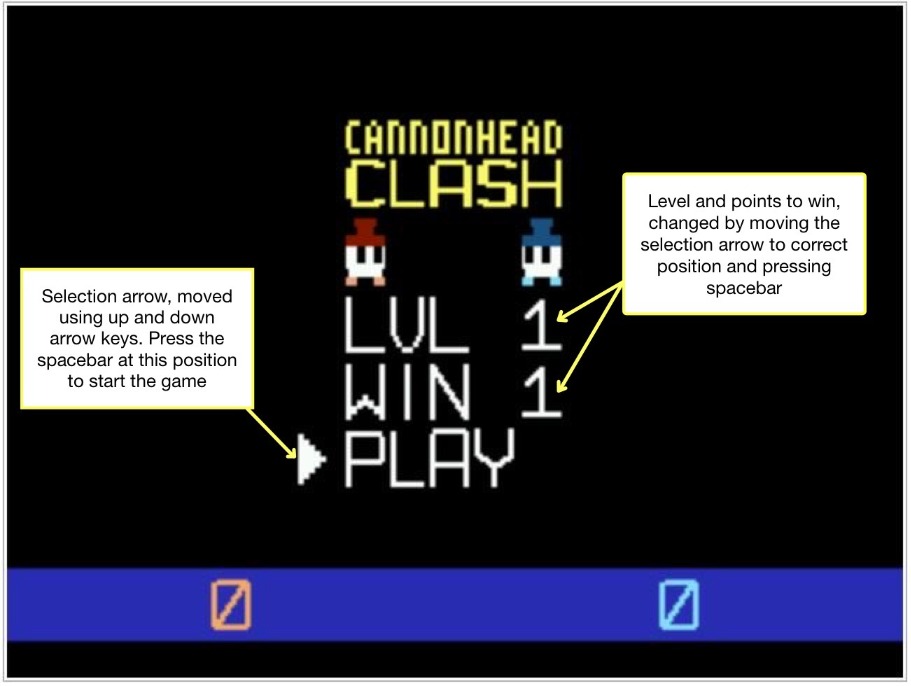 CANNONHEAD
CLASH
Level and points to win,
changed by moving the
selection arrow to correct
position and pressing
spacebar
Selection arrow, moved
using up and down
arrow keys. Press the
spacebar at this position
to start the game
LVL 1
WIN 1
PLAY
0 0